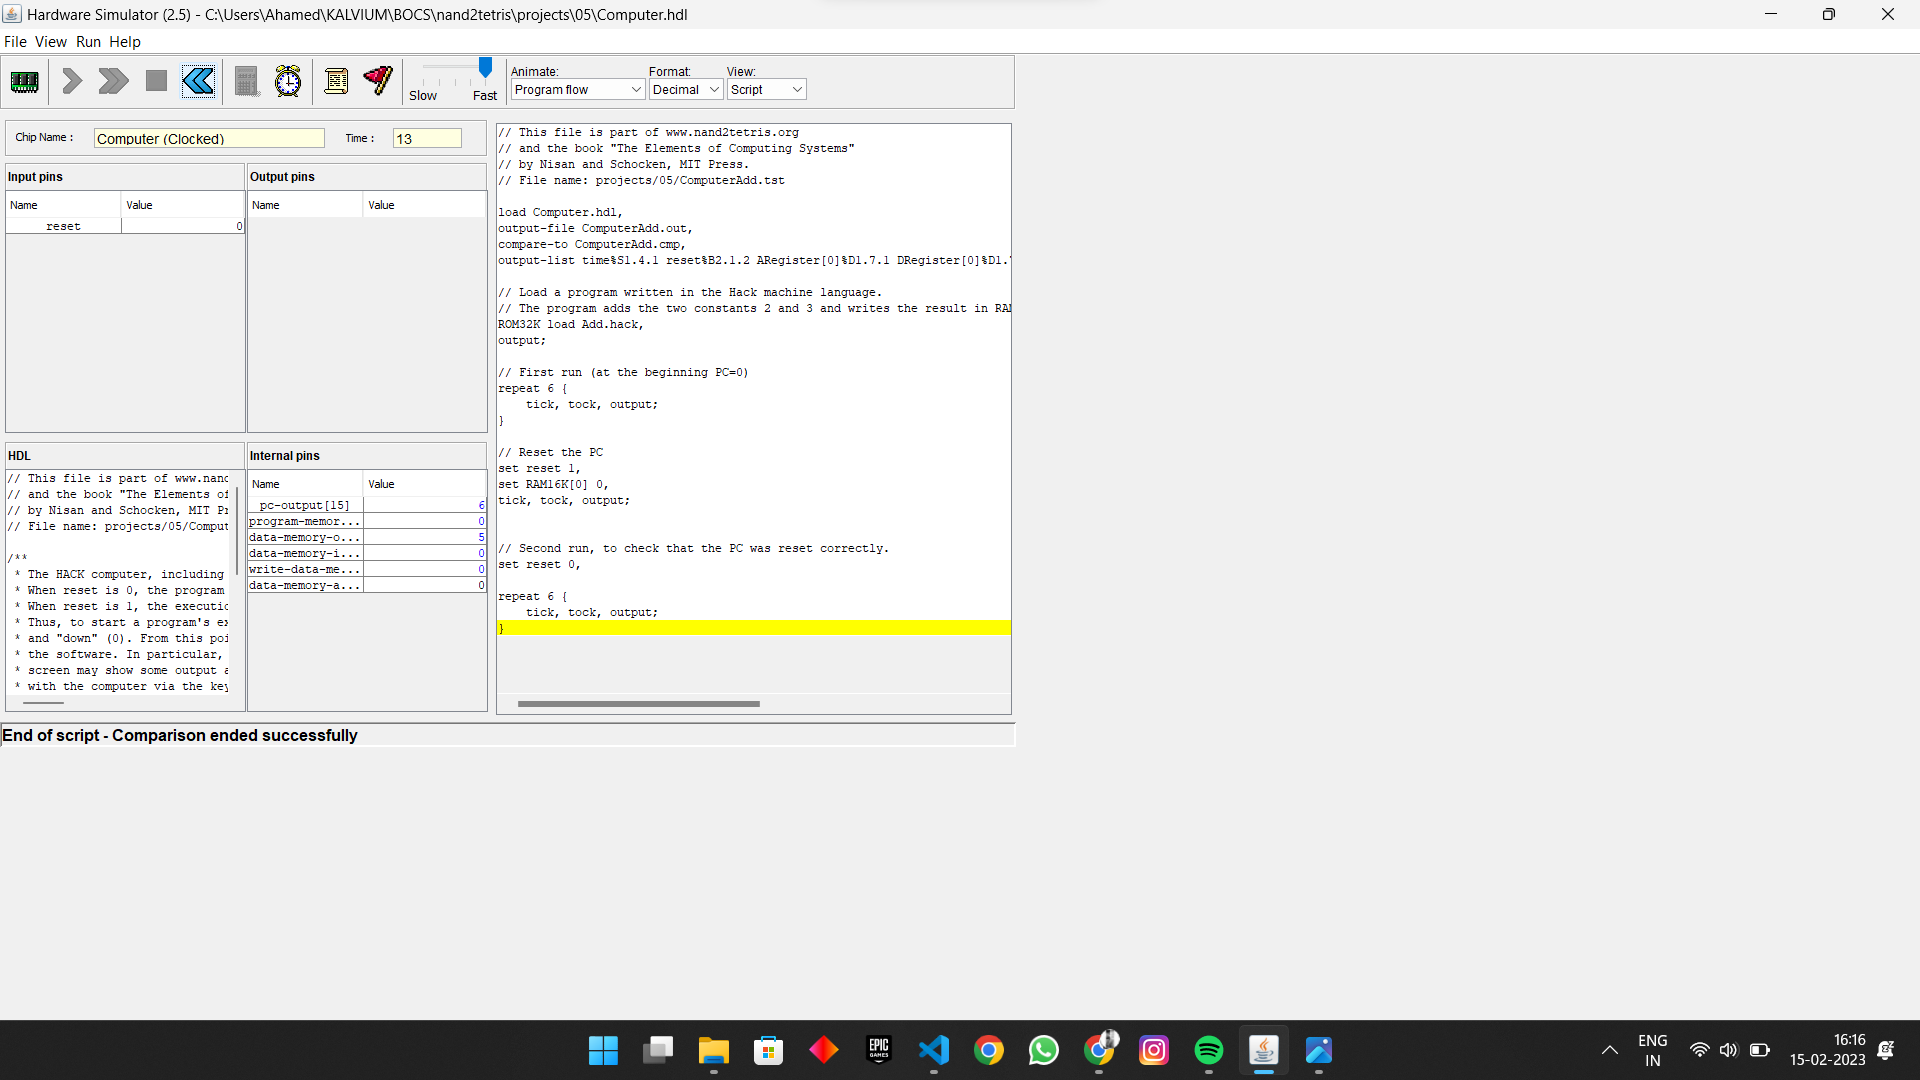 Hardware Simulator (2.5) - C:\Users\Ahamed\KALVIUM\BOCS\nand2tetris\projects\05\Computer.hdl
File View Run Help
Slow Fast
Animate:
Program flow
Format:
Decimal
View:
Script
Chip Name : Computer (Clocked) Time : 13
Input pins
Name Value
reset 0
Output pins
Name Value
HDL
// This file is part of www.nand
// and the book "The Elements of
// by Nisan and Schocken, MIT Pr
// File name: projects/05/Comput
/**
* The HACK computer, including
* When reset is 0, the program
* When reset is 1, the executio
* Thus, to start a program's ex
* and "down" (0). From this poi
* the software. In particular,
* screen may show some output a
* with the computer via the key
Internal pins
Name Value
pc-output[15] 6
program-memor... 0
data-memory-o... 5
data-memory-i... 0
write-data-me... 0
data-memory-a... 0
// This file is part of www.nand2tetris.org
// and the book "The Elements of Computing Systems"
// by Nisan and Schocken, MIT Press.
// File name: projects/05/ComputerAdd.tst
load Computer.hdl,
output-file ComputerAdd.out,
compare-to ComputerAdd.cmp,
output-list time%S1.4.1 reset%B2.1.2 ARegister[0]%D1.7.1 DRegister[0]%D1.
// Load a program written in the Hack machine language.
// The program adds the two constants 2 and 3 and writes the result in RA
ROM32K load Add.hack,
output;
// First run (at the beginning PC=0)
repeat 6 {
tick, tock, output;
}
// Reset the PC
set reset 1,
set RAM16K[0] 0,
tick, tock, output;
// Second run, to check that the PC was reset correctly.
set reset 0,
repeat 6 {
tick, tock, output;
}
End of script - Comparison ended successfully
EPIC
GAMES
ENG
IN
16:16
15-02-2023